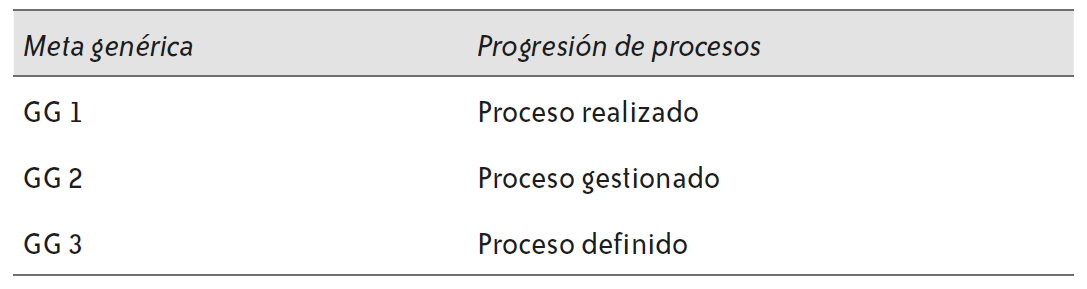 Meta genérica Progresión de procesos
GG 1 Proceso realizado
GG 2 Proceso gestionado
GG 3 Proceso definido